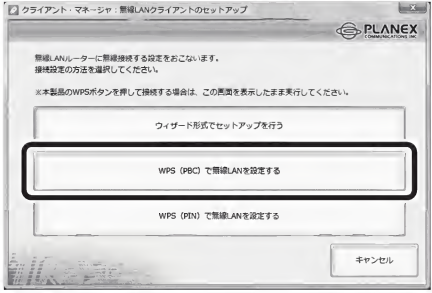 クライアント・マネージャ：無線LANクライアントのセットアップ
PLANEX
COMMUNICATIONS INC.
無線LANルーターに無線接続する設定をおこないます。
接続設定の方法を選択してください。
※本製品のWPSボタンを押して接続する場合は、この画面を表示したまま実行してください。
ウィザード形式でセットアップを行う
WPS（PBC）で無線LANを設定する
WPS（PIN）で無線LANを設定する
キャンセル